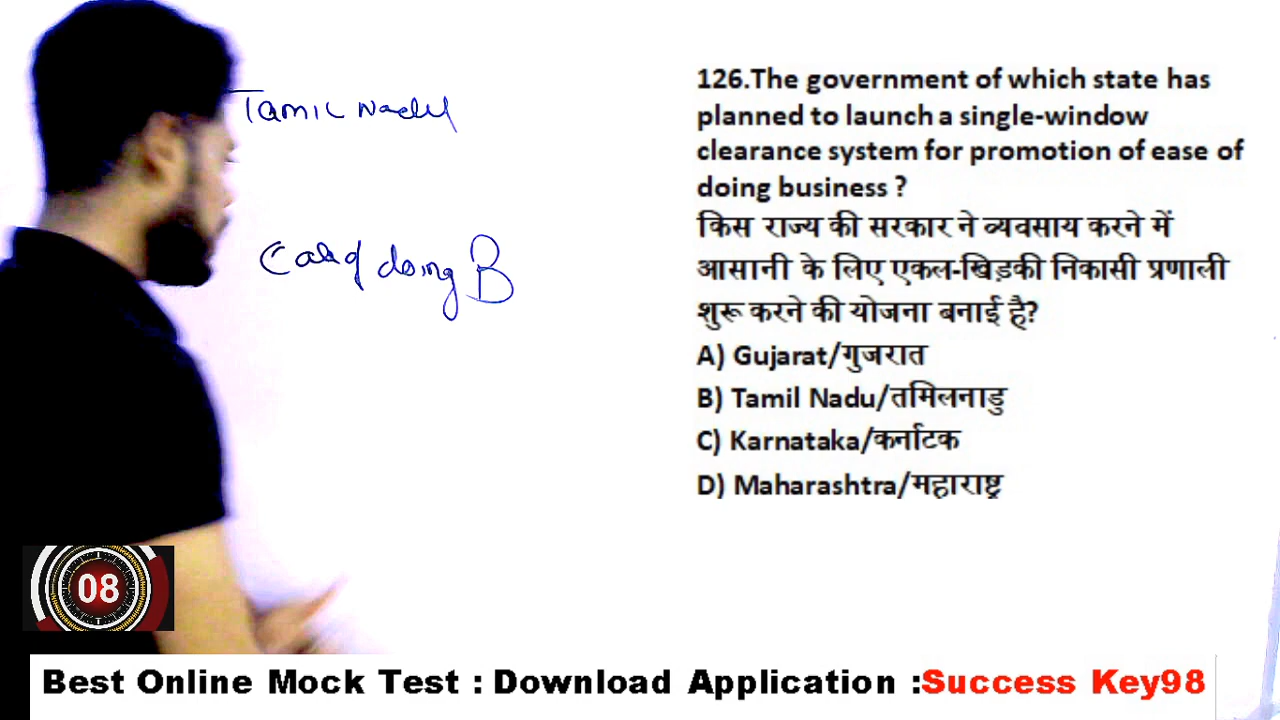 Tamil Nadu
doing B
126.The government of which state has
planned to launch a single-window
clearance system for promotion of ease of
doing business ?
किस राज्य की सरकार ने व्यवसाय करने में
आसानी के लिए एकल-खिड़की निकासी प्रणाली
शुरू करने की योजना बनाई है?
A) Gujarat/गुजरात
B) Tamil Nadu/तमिलनाडु
C) Karnataka/कर्नाटक
D) Maharashtra/महाराष्ट्र
08
Best Online Mock Test : Download Application :Success Key98